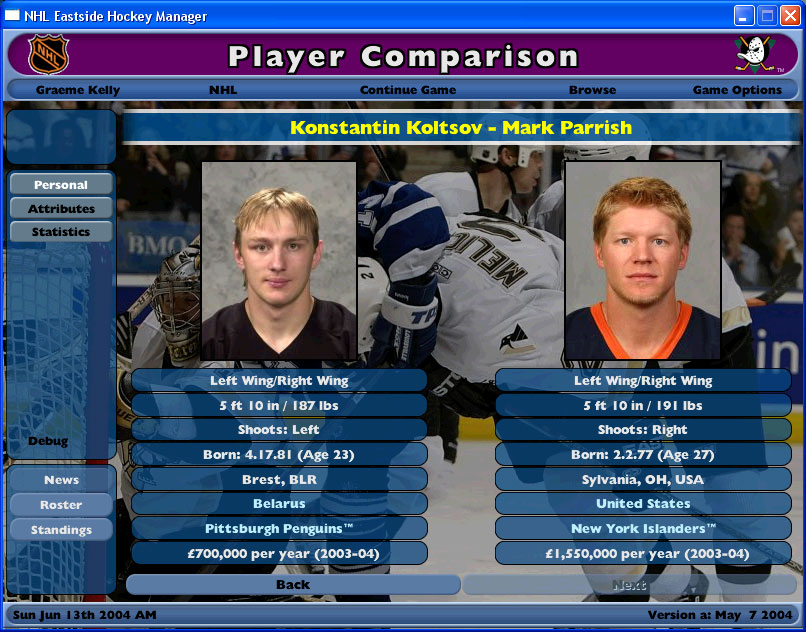 NHL Eastside Hockey Manager
NHL
Player Comparison
TM
Graeme Kelly NHL Continue Game Browse Game Options
Konstantin Koltsov - Mark Parrish
Personal
Attributes
Statistics
BMO
MELIC
Left Wing/Right Wing Left Wing/Right Wing
5 ft 10 in / 187 lbs 5 ft 10 in / 191 lbs
Shoots: Left Shoots: Right
Debug
Born: 4.17.81 (Age 23) Born: 2.2.77 (Age 27)
News
Brest, BLR Sylvania, OH, USA
Roster
Belarus United States
Standings
Pittsburgh Penguins™ New York Islanders™
£700,000 per year (2003-04) £1,550,000 per year (2003-04)
Back Next
Sun Jun 13th 2004 AM Version a: May 7 2004